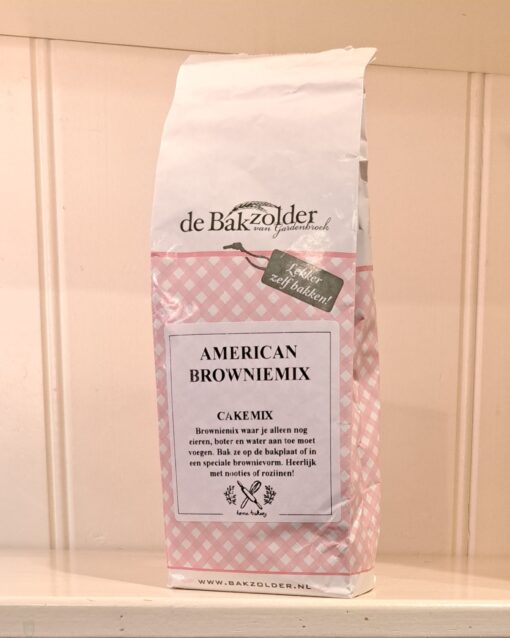 de Bakzolder
van Gardenbroek
Lekker
zelf bakken!
AMERICAN
BROWNIEMIX
CAKEMIX
Browniemix waar je alleen nog
eieren, boter en water aan toe moet
voegen. Bak ze op de bakplaat of in
een speciale brownievorm. Heerlijk
met nootjes of rozijnen!
home bakery
WWW.BAKZOLDER.NL